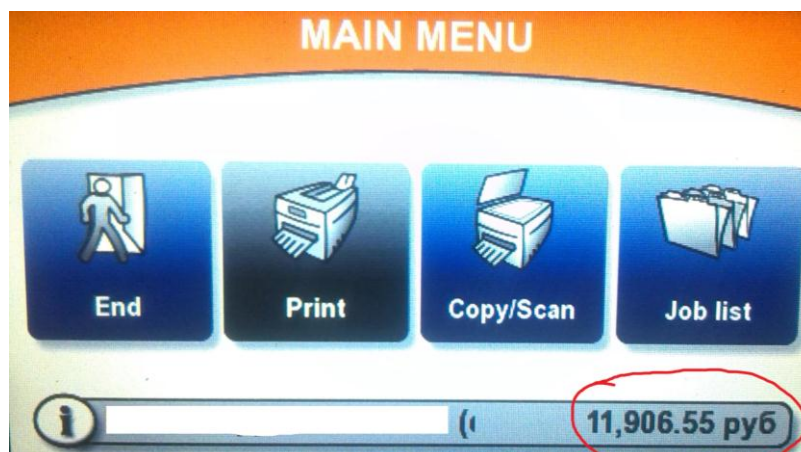 MAIN MENU
End Print Copy/Scan Job list
i ( 11,906.55 руб